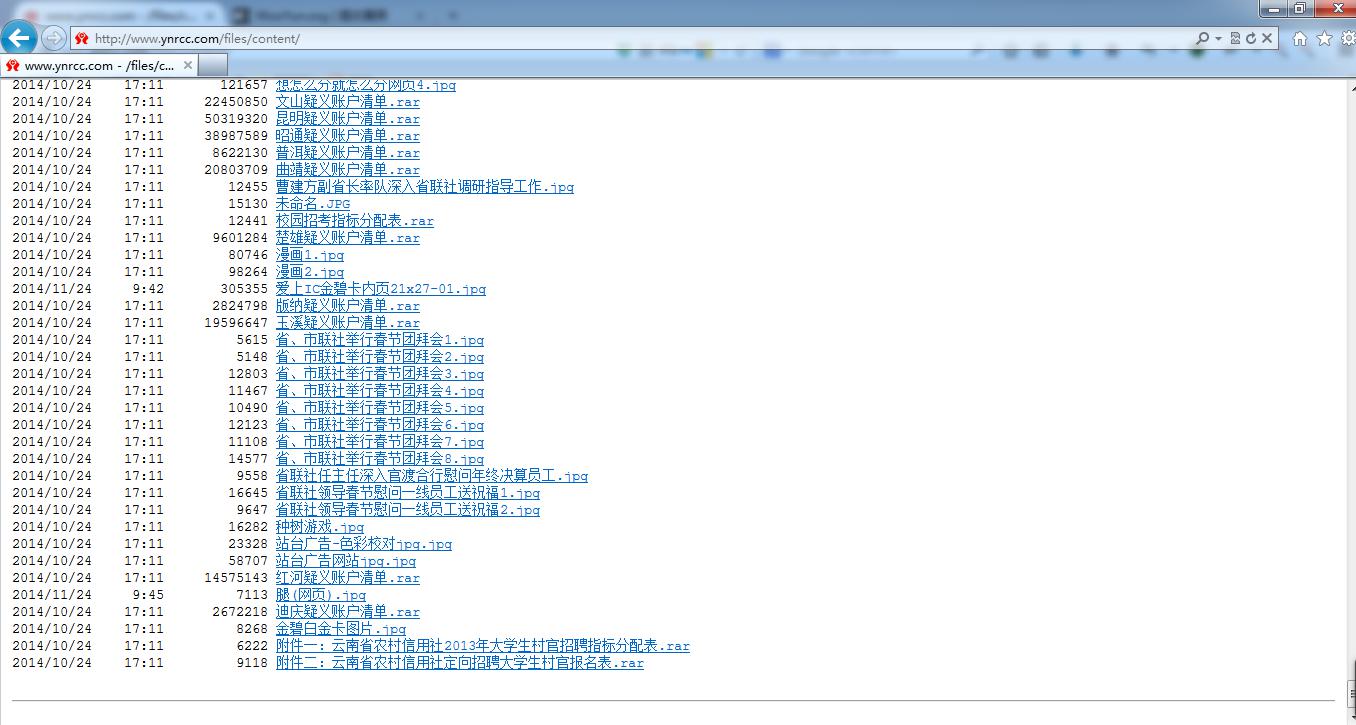 http://www.ynrcc.com/files/content/
www.ynrcc.com - /files/c...
2014/10/24 17:11 121657 想怎么分就怎么分网页4.jpg
2014/10/24 17:11 22450850 文山疑义账户清单.rar
2014/10/24 17:11 50319320 昆明疑义账户清单.rar
2014/10/24 17:11 38987589 昭通疑义账户清单.rar
2014/10/24 17:11 8622130 普洱疑义账户清单.rar
2014/10/24 17:11 20803709 曲靖疑义账户清单.rar
2014/10/24 17:11 12455 曹建方副省长率队深入省联社调研指导工作.jpg
2014/10/24 17:11 15130 未命名.JPG
2014/10/24 17:11 12441 校园招考指标分配表.rar
2014/10/24 17:11 9601284 楚雄疑义账户清单.rar
2014/10/24 17:11 80746 漫画1.jpg
2014/10/24 17:11 98264 漫画2.jpg
2014/11/24 9:42 305355 爱上IC金碧卡内页21x27-01.jpg
2014/10/24 17:11 2824798 版纳疑义账户清单.rar
2014/10/24 17:11 19596647 玉溪疑义账户清单.rar
2014/10/24 17:11 5615 省、市联社举行春节团拜会1.jpg
2014/10/24 17:11 5148 省、市联社举行春节团拜会2.jpg
2014/10/24 17:11 12803 省、市联社举行春节团拜会3.jpg
2014/10/24 17:11 11467 省、市联社举行春节团拜会4.jpg
2014/10/24 17:11 10490 省、市联社举行春节团拜会5.jpg
2014/10/24 17:11 12123 省、市联社举行春节团拜会6.jpg
2014/10/24 17:11 11108 省、市联社举行春节团拜会7.jpg
2014/10/24 17:11 14577 省、市联社举行春节团拜会8.jpg
2014/10/24 17:11 9558 省联社任主任深入官渡合行慰问年终决算员工.jpg
2014/10/24 17:11 16645 省联社领导春节慰问一线员工送祝福1.jpg
2014/10/24 17:11 9647 省联社领导春节慰问一线员工送祝福2.jpg
2014/10/24 17:11 16282 种树游戏.jpg
2014/10/24 17:11 23328 站台广告-色彩校对jpg.jpg
2014/10/24 17:11 58707 站台广告网站jpg.jpg
2014/10/24 17:11 14575143 红河疑义账户清单.rar
2014/11/24 9:45 7113 腿(网页).jpg
2014/10/24 17:11 2672218 迪庆疑义账户清单.rar
2014/10/24 17:11 8268 金碧白金卡图片.jpg
2014/10/24 17:11 6222 附件一：云南省农村信用社2013年大学生村官招聘指标分配表.rar
2014/10/24 17:11 9118 附件二：云南省农村信用社定向招聘大学生村官报名表.rar